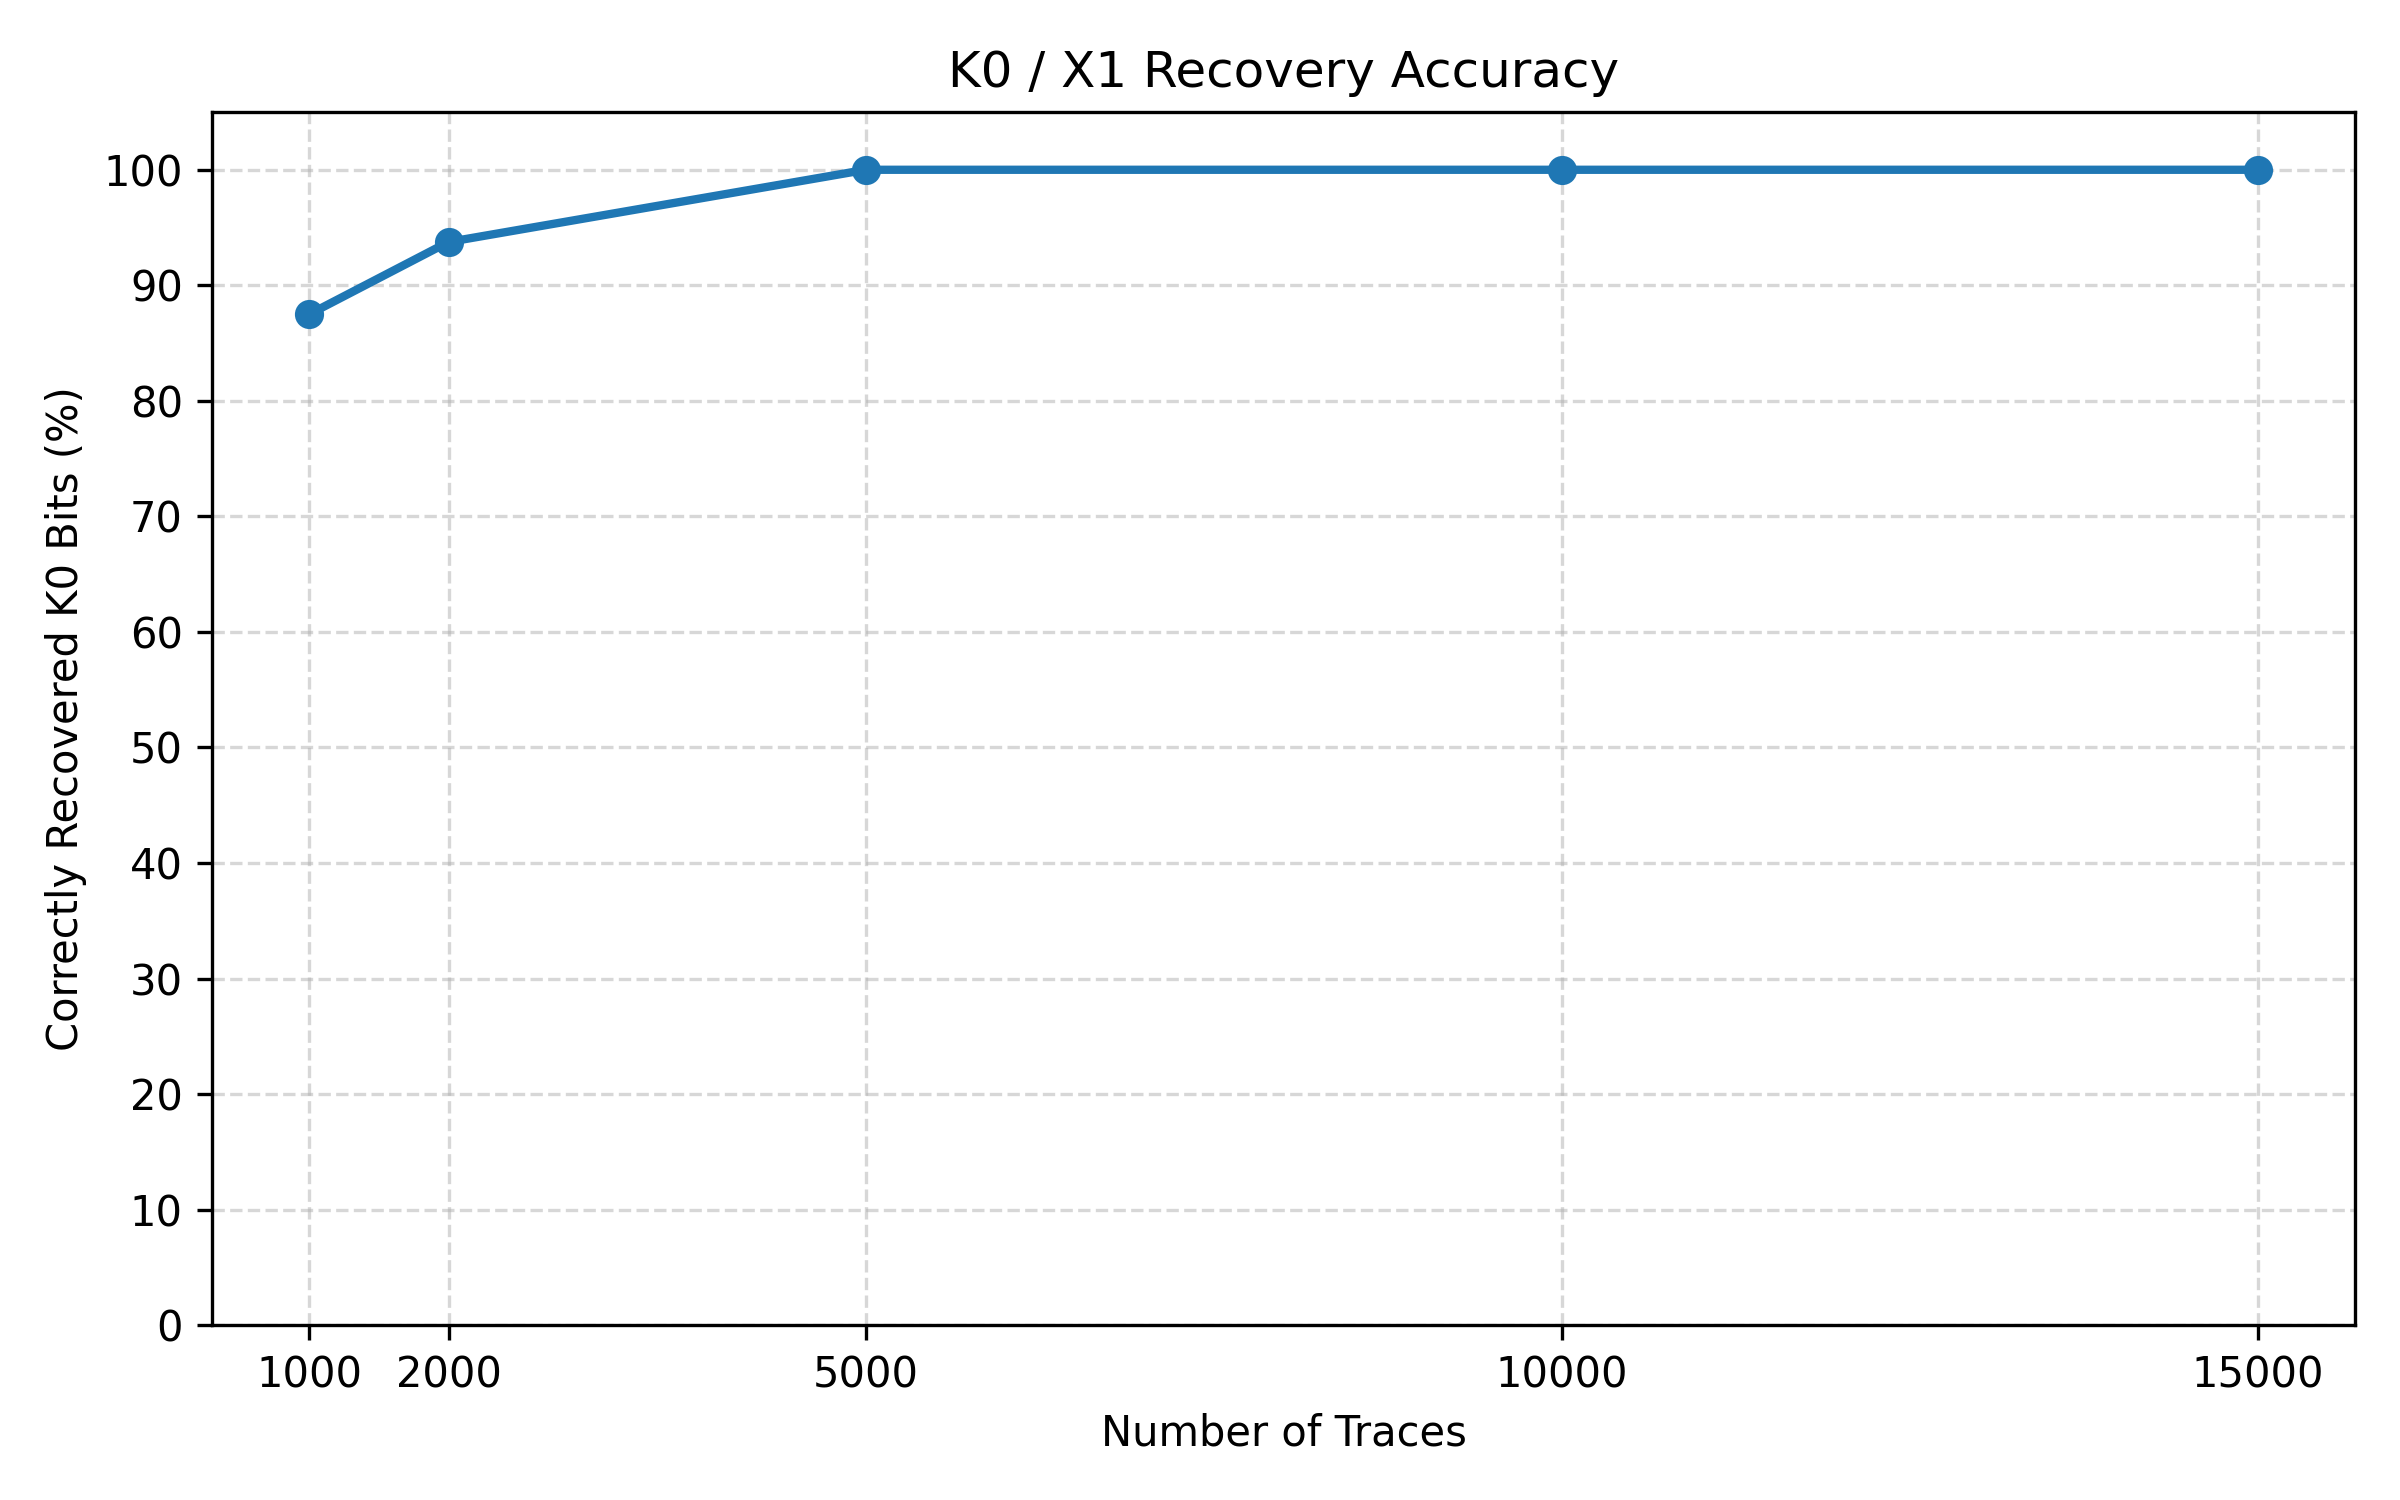 K0 / X1 Recovery Accuracy
Correctly Recovered K0 Bits (%)
100
90
80
70
60
50
40
30
20
10
0
1000 2000 5000 10000 15000
Number of Traces